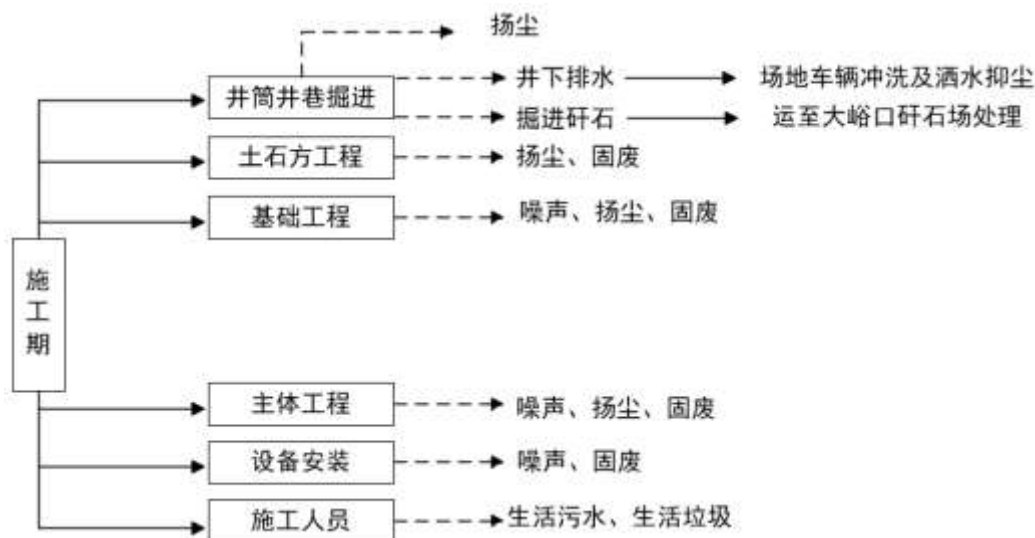 扬尘
井筒井巷掘进
井下排水
场地车辆冲洗及洒水抑尘
掘进矸石
运至大峪口矸石场处理
土石方工程
扬尘、固废
基础工程
噪声、扬尘、固废
施工期
主体工程
噪声、扬尘、固废
设备安装
噪声、固废
施工人员
生活污水、生活垃圾